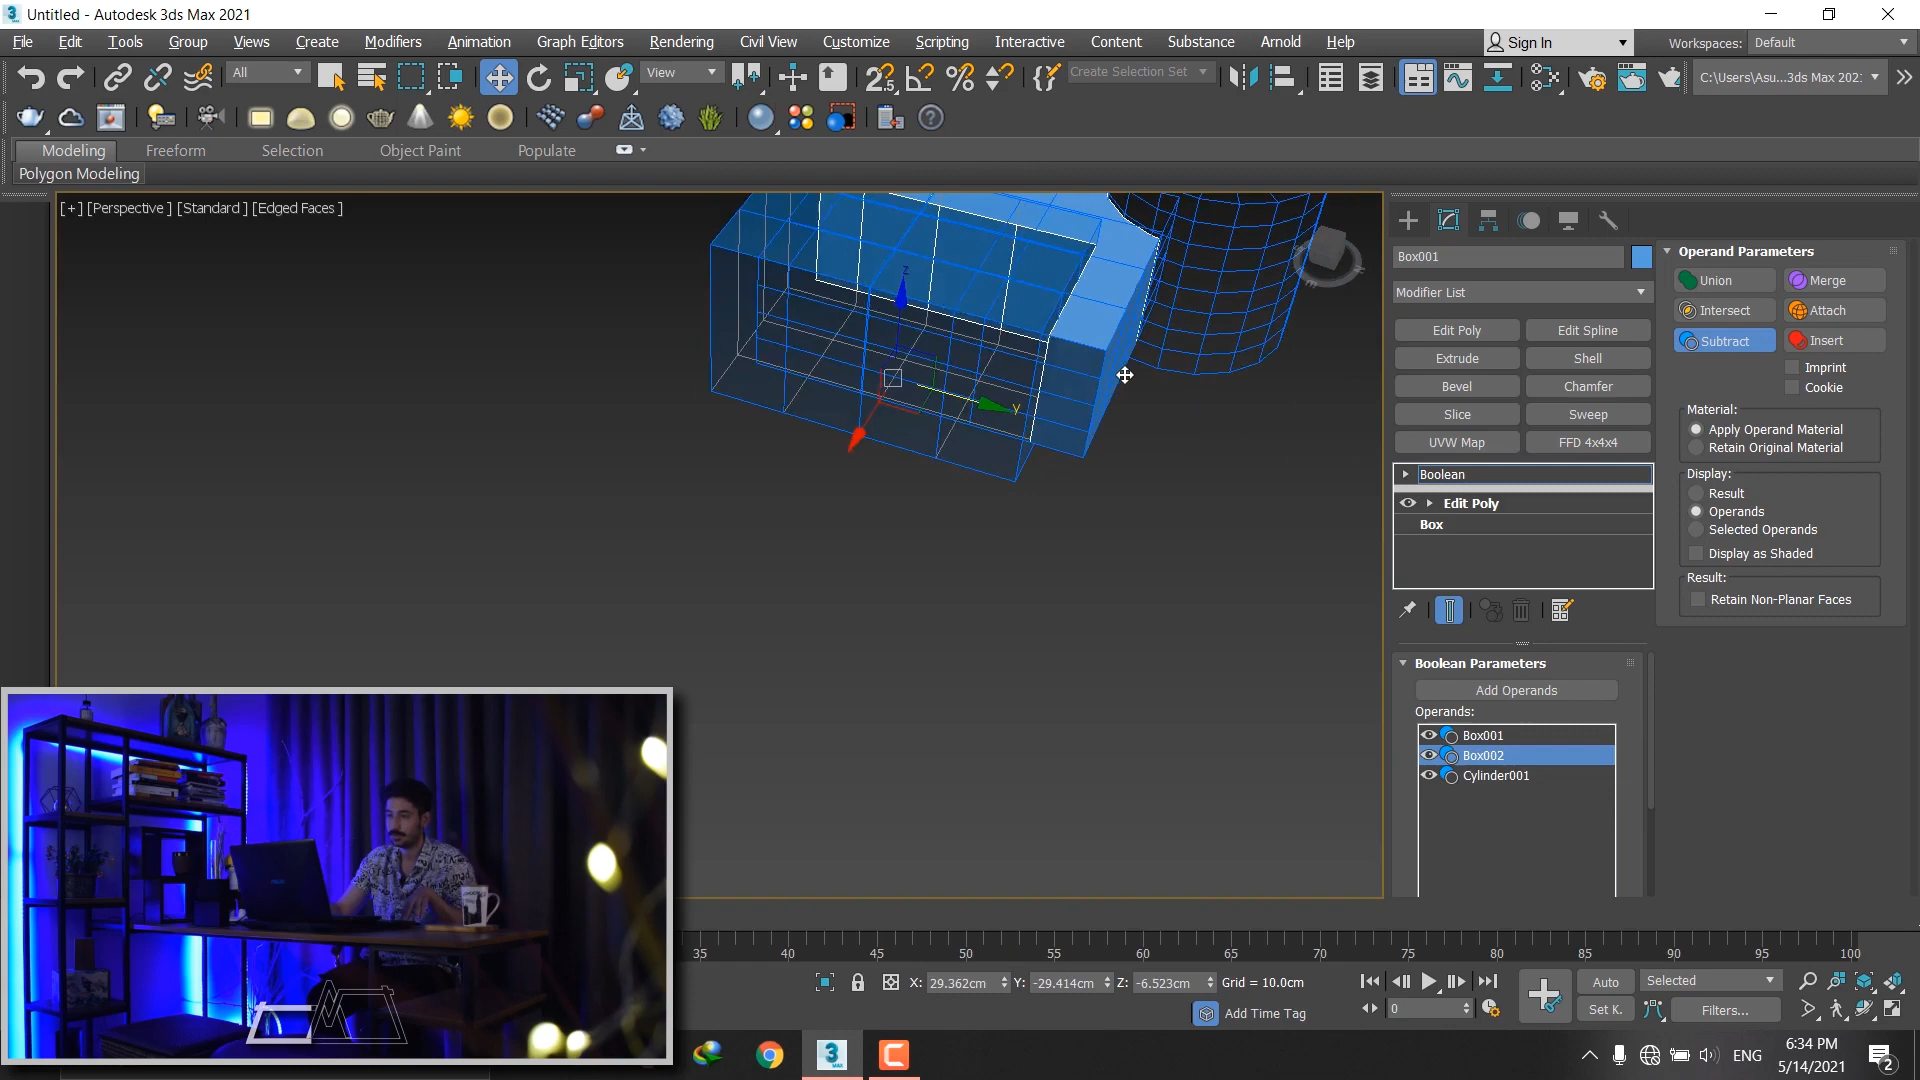 Untitled - Autodesk 3ds Max 2021
File Edit Tools Group Views Create Modifiers Animation Graph Editors Rendering Civil View Customize Scripting Interactive Content Substance Arnold Help Sign In Workspaces: Default
All View Create Selection Set C:\Users\Asu...3ds Max 202
Modeling Freeform Selection Object Paint Populate
Polygon Modeling
[+] [Perspective ] [Standard ] [Edged Faces ]
z
y
Box001
Modifier List
Edit Poly Edit Spline
Extrude Shell
Bevel Chamfer
Slice Sweep
UVW Map FFD 4x4x4
Boolean
Edit Poly
Box
Boolean Parameters
Add Operands
Operands:
Box001
Box002
Cylinder001
Operand Parameters
Union Merge
Intersect Attach
Subtract Insert
Imprint
Cookie
Material:
Apply Operand Material
Retain Original Material
Display:
Result
Operands
Selected Operands
Display as Shaded
Result:
Retain Non-Planar Faces
35 40 45 50 55 60 65 70 75 80 85 90 95 100
X: 29.362cm Y: -29.414cm Z: -6.523cm Grid = 10.0cm Auto Selected
Add Time Tag 0 Set K. Filters...
ENG 6:34 PM
5/14/2021
2